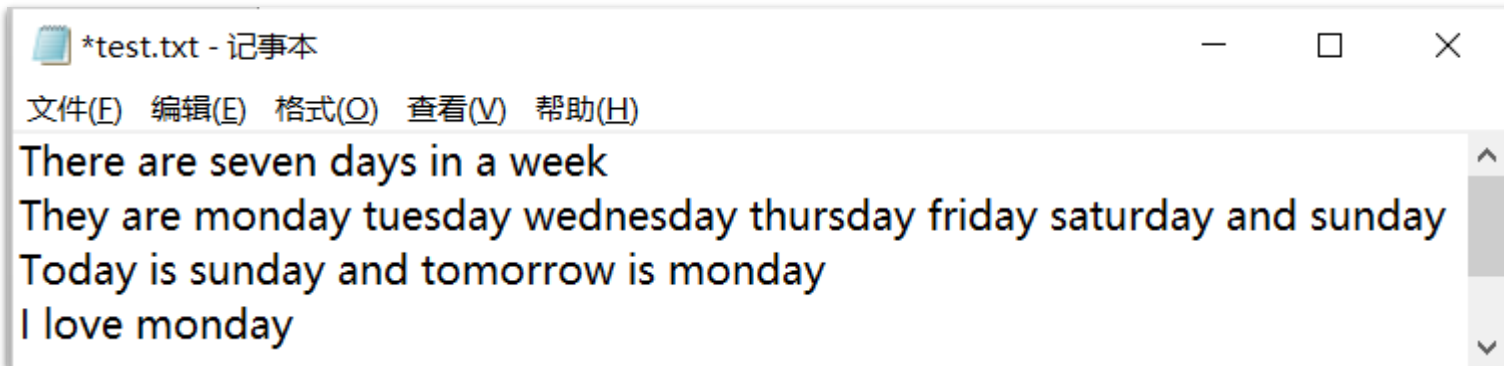 *test.txt - 记事本
文件(F) 编辑(E) 格式(O) 查看(V) 帮助(H)
There are seven days in a week
They are monday tuesday wednesday thursday friday saturday and sunday
Today is sunday and tomorrow is monday
I love monday